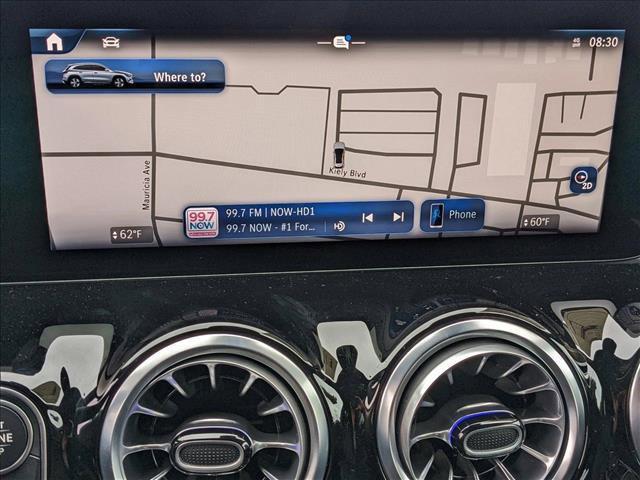 08:30
Where to?
Mauricia Ave
Kiely Blvd
2D
99.7
NOW
99.7 FM | NOW-HD1
99.7 NOW - #1 For...
Phone
62°F
60°F